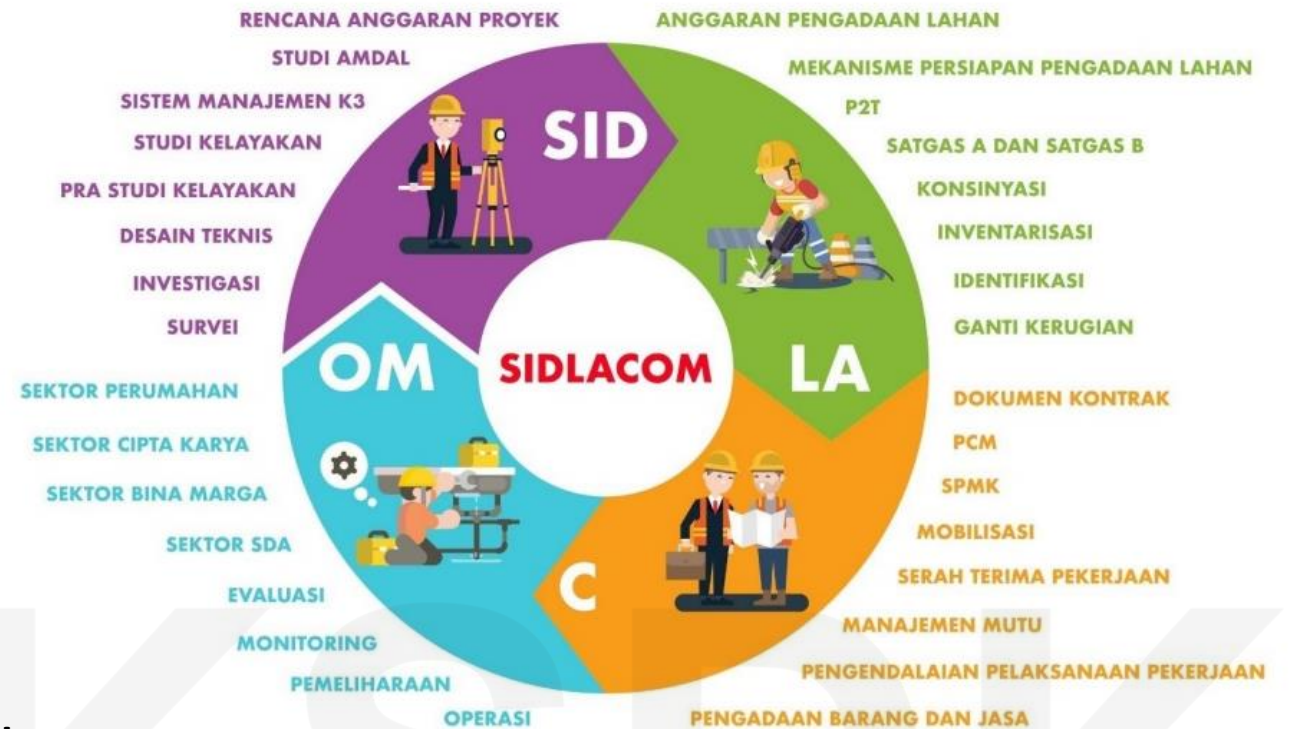 RENCANA ANGGARAN PROYEK
STUDI AMDAL
SISTEM MANAJEMEN K3
STUDI KELAYAKAN
PRA STUDI KELAYAKAN
DESAIN TEKNIS
INVESTIGASI
SURVEI
SID
ANGGARAN PENGADAAN LAHAN
MEKANISME PERSIAPAN PENGADAAN LAHAN
P2T
SATGAS A DAN SATGAS B
KONSINYASI
INVENTARISASI
IDENTIFIKASI
GANTI KERUGIAN
LA
SIDLACOM
OM
SEKTOR PERUMAHAN
SEKTOR CIPTA KARYA
SEKTOR BINA MARGA
SEKTOR SDA
EVALUASI
MONITORING
PEMELIHARAAN
OPERASI
C
DOKUMEN KONTRAK
PCM
SPMK
MOBILISASI
SERAH TERIMA PEKERJAAN
MANAJEMEN MUTU
PENGENDALAIAN PELAKSANAAN PEKERJAAN
PENGADAAN BARANG DAN JASA